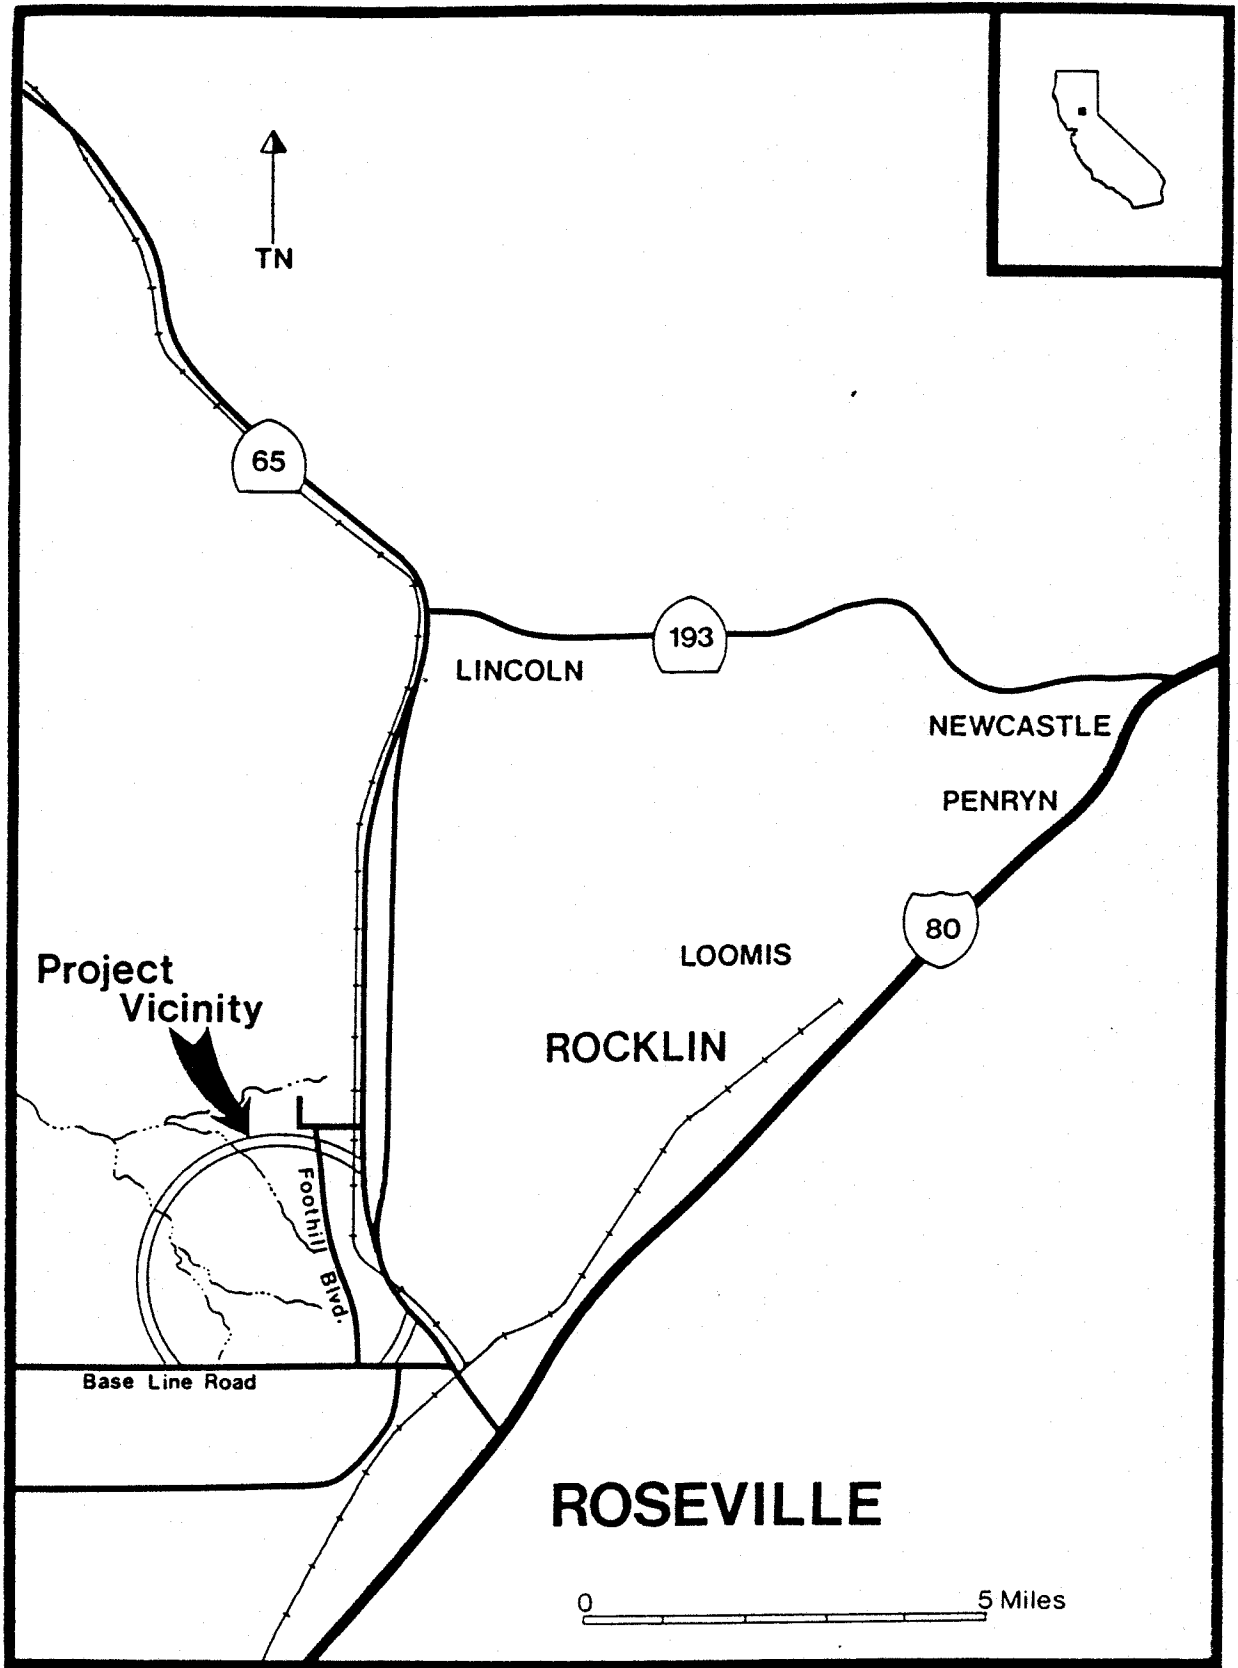 TN
65
193
LINCOLN
NEWCASTLE
PENRYN
80
LOOMIS
Project
Vicinity
ROCKLIN
Foothill Blvd.
Base Line Road
ROSEVILLE
0 5 Miles